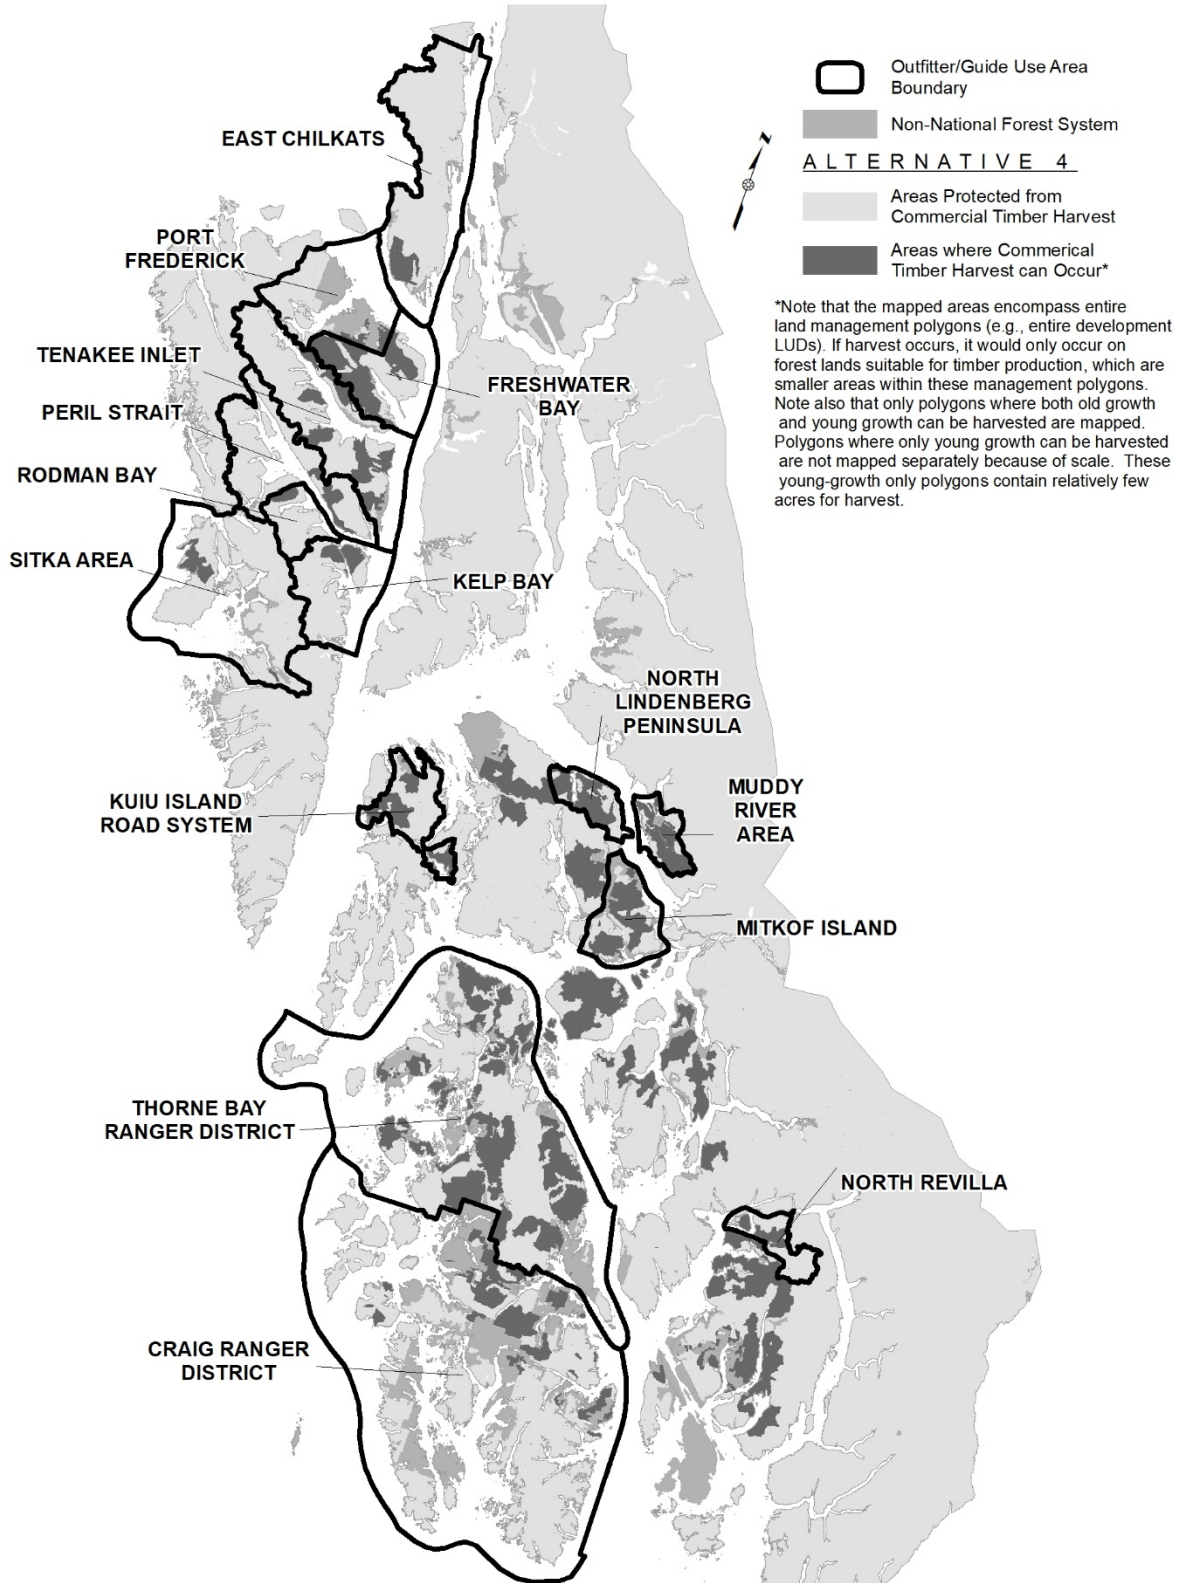 Outfitter/Guide Use Area
Boundary
Non-National Forest System
ALTERNATIVE 4
Areas Protected from
Commercial Timber Harvest
Areas where Commerical
Timber Harvest can Occur*
*Note that the mapped areas encompass entire
land management polygons (e.g., entire development
LUDs). If harvest occurs, it would only occur on
forest lands suitable for timber production, which are
smaller areas within these management polygons.
Note also that only polygons where both old growth
and young growth can be harvested are mapped.
Polygons where only young growth can be harvested
are not mapped separately because of scale. These
young-growth only polygons contain relatively few
acres for harvest.
N
EAST CHILKATS
PORT
FREDERICK
TENAKEE INLET
FRESHWATER
BAY
PERIL STRAIT
RODMAN BAY
SITKA AREA
KELP BAY
NORTH
LINDENBERG
PENINSULA
KUIU ISLAND
ROAD SYSTEM
MUDDY
RIVER
AREA
MITKOF ISLAND
THORNE BAY
RANGER DISTRICT
NORTH REVILLA
CRAIG RANGER
DISTRICT